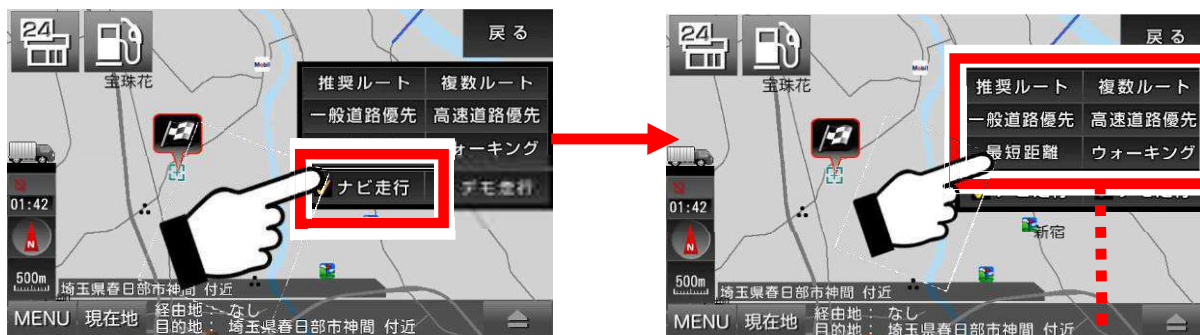 24
戻る
宝珠花
Mobil
推奨ルート 複数ルート
一般道路優先 高速道路優先
ォーキング
ナビ走行 デモ走行
01:42
N
500m
埼玉県春日部市神間 付近
MENU 現在地 経由地： なし
目的地： 埼玉県春日部市神間 付近
24
戻る
宝珠花
Mobil
推奨ルート 複数ルート
一般道路優先 高速道路優先
最短距離 ウォーキング
01:42
新宿
N
500m
埼玉県春日部市神間 付近
MENU 現在地 経由地： なし
目的地： 埼玉県春日部市神間 付近